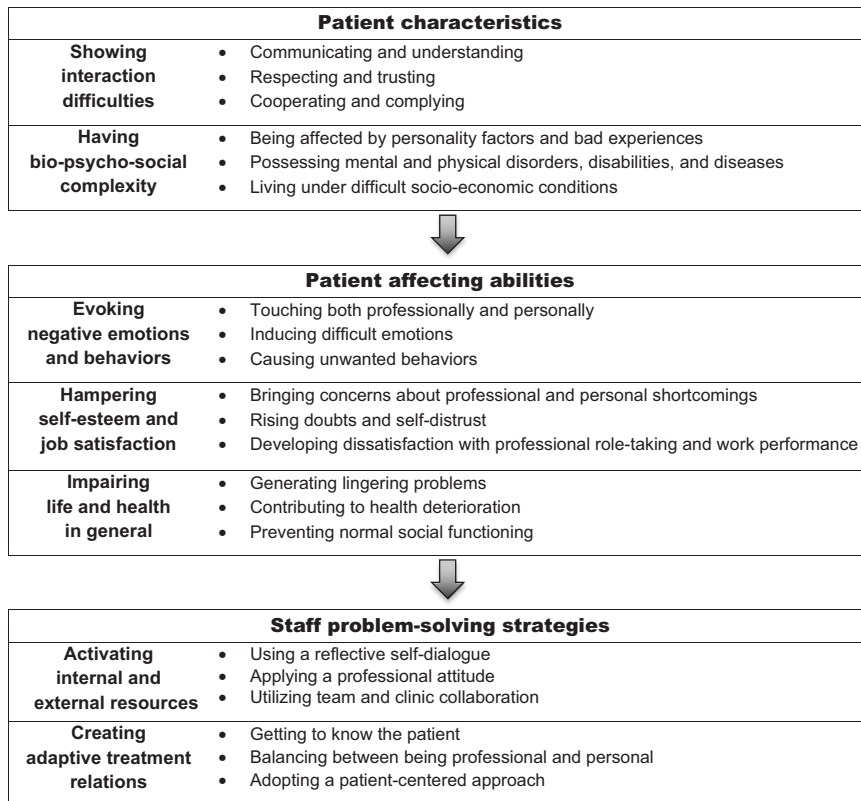 Patient characteristics
Showing
interaction
difficulties
• Communicating and understanding
• Respecting and trusting
• Cooperating and complying
Having
bio-psycho-social
complexity
• Being affected by personality factors and bad experiences
• Possessing mental and physical disorders, disabilities, and diseases
• Living under difficult socio-economic conditions
Patient affecting abilities
Evoking
negative emotions
and behaviors
• Touching both professionally and personally
• Inducing difficult emotions
• Causing unwanted behaviors
Hampering
self-esteem and
job satisfaction
• Bringing concerns about professional and personal shortcomings
• Rising doubts and self-distrust
• Developing dissatisfaction with professional role-taking and work performance
Impairing
life and health
in general
• Generating lingering problems
• Contributing to health deterioration
• Preventing normal social functioning
Staff problem-solving strategies
Activating
internal and
external resources
• Using a reflective self-dialogue
• Applying a professional attitude
• Utilizing team and clinic collaboration
Creating
adaptive treatment
relations
• Getting to know the patient
• Balancing between being professional and personal
• Adopting a patient-centered approach